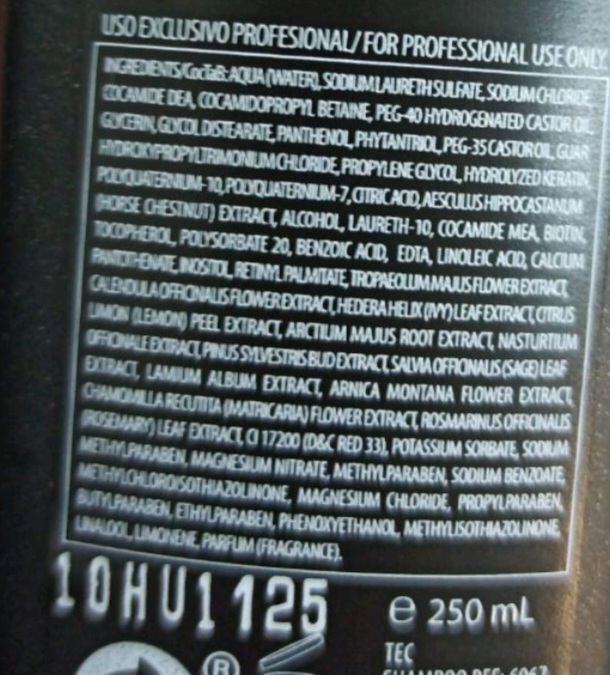 USO EXCLUSIVO PROFESIONAL/ FOR PROFESSIONAL USE ONLY.
INGREDIENTS/СостаВ: AQUA (WATER), SODIUM LAURETH SULFATE, SODIUM CHLORIDE,
COCAMIDE DEA, COCAMIDOPROPYL BETAINE, PEG-40 HYDROGENATED CASTOR OIL,
GLYCERIN, GLYCOL DISTEARATE, PANTHENOL, PHYTANTRIOL, PEG-35 CASTOR OIL, GUAR
HYDROXYPROPYLTRIMONIUM CHLORIDE, PROPYLENE GLYCOL, HYDROLYZED KERATIN,
POLYQUATERNIUM-10, POLYQUATERNIUM-7, CITRIC ACID, AESCULUS HIPPOCASTANUM
(HORSE CHESTNUT) EXTRACT, ALCOHOL, LAURETH-10, COCAMIDE MEA, BIOTIN,
TOCOPHEROL, POLYSORBATE 20, BENZOIC ACID, EDTA, LINOLEIC ACID, CALCIUM
PANTOTHENATE, INOSITOL, RETINYL PALMITATE, TROPAEOLUM MAJUS FLOWER EXTRACT,
CALENDULA OFFICINALIS FLOWER EXTRACT, HEDERA HELIX (IVY) LEAF EXTRACT, CITRUS
LIMON (LEMON) PEEL EXTRACT, ARCTIUM MAJUS ROOT EXTRACT, NASTURTIUM
OFFICINALE EXTRACT, PINUS SYLVESTRIS BUD EXTRACT, SALVIA OFFICINALIS (SAGE) LEAF
EXTRACT, LAMIUM ALBUM EXTRACT, ARNICA MONTANA FLOWER EXTRACT,
CHAMOMILLA RECUTITA (MATRICARIA) FLOWER EXTRACT, ROSMARINUS OFFICINALIS
(ROSEMARY) LEAF EXTRACT, CI 17200 (D&C RED 33), POTASSIUM SORBATE, SODIUM
METHYLPARABEN, MAGNESIUM NITRATE, METHYLPARABEN, SODIUM BENZOATE,
METHYLCHLOROISOTHIAZOLINONE, MAGNESIUM CHLORIDE, PROPYLPARABEN,
BUTYLPARABEN, ETHYLPARABEN, PHENOXYETHANOL, METHYLISOTHIAZOLINONE,
LINALOOL, LIMONENE, PARFUM (FRAGRANCE).
10HU1125
e 250 mL
®
TEC
SHAMPOO REF: 6067